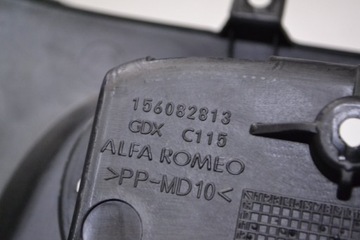 156082813
GDX C115
ALFA ROMEO
>PP-MD10<